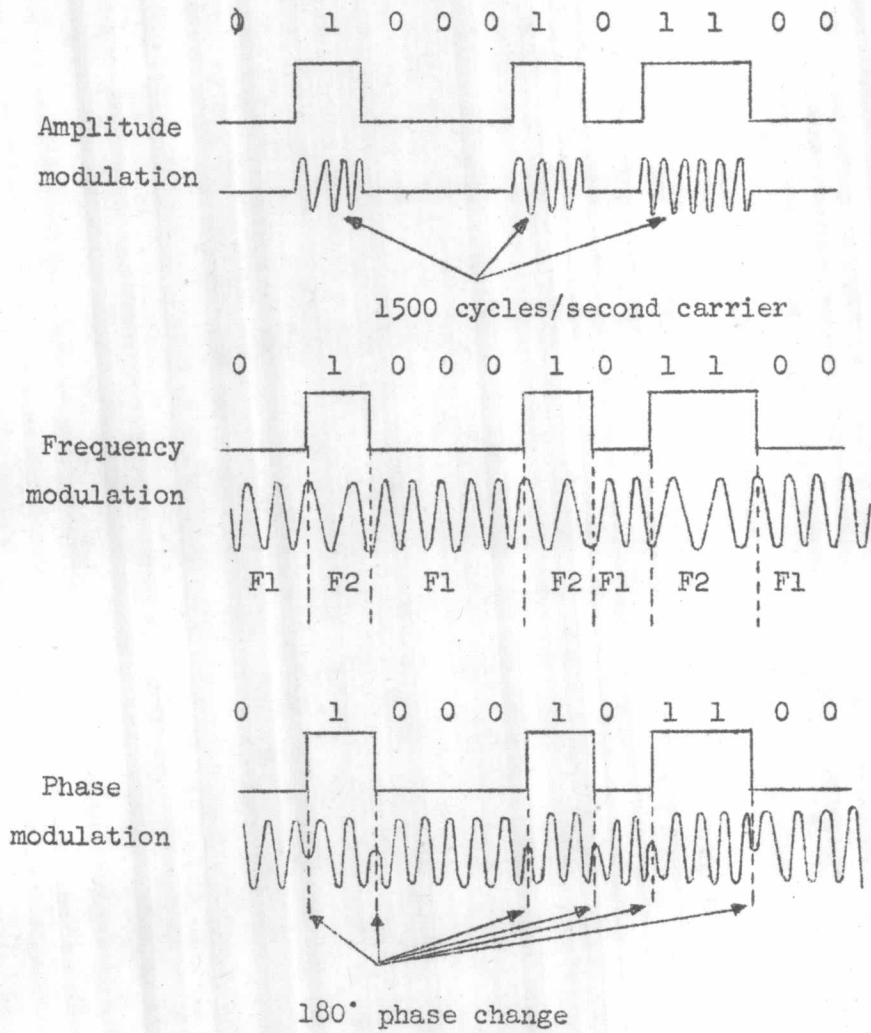 0 1 0 0 0 1 0 1 1 0 0
Amplitude
modulation
1500 cycles/second carrier
0 1 0 0 0 1 0 1 1 0 0
Frequency
modulation
F1 F2 F1 F2 F1 F2 F1
0 1 0 0 0 1 0 1 1 0 0
Phase
modulation
180° phase change